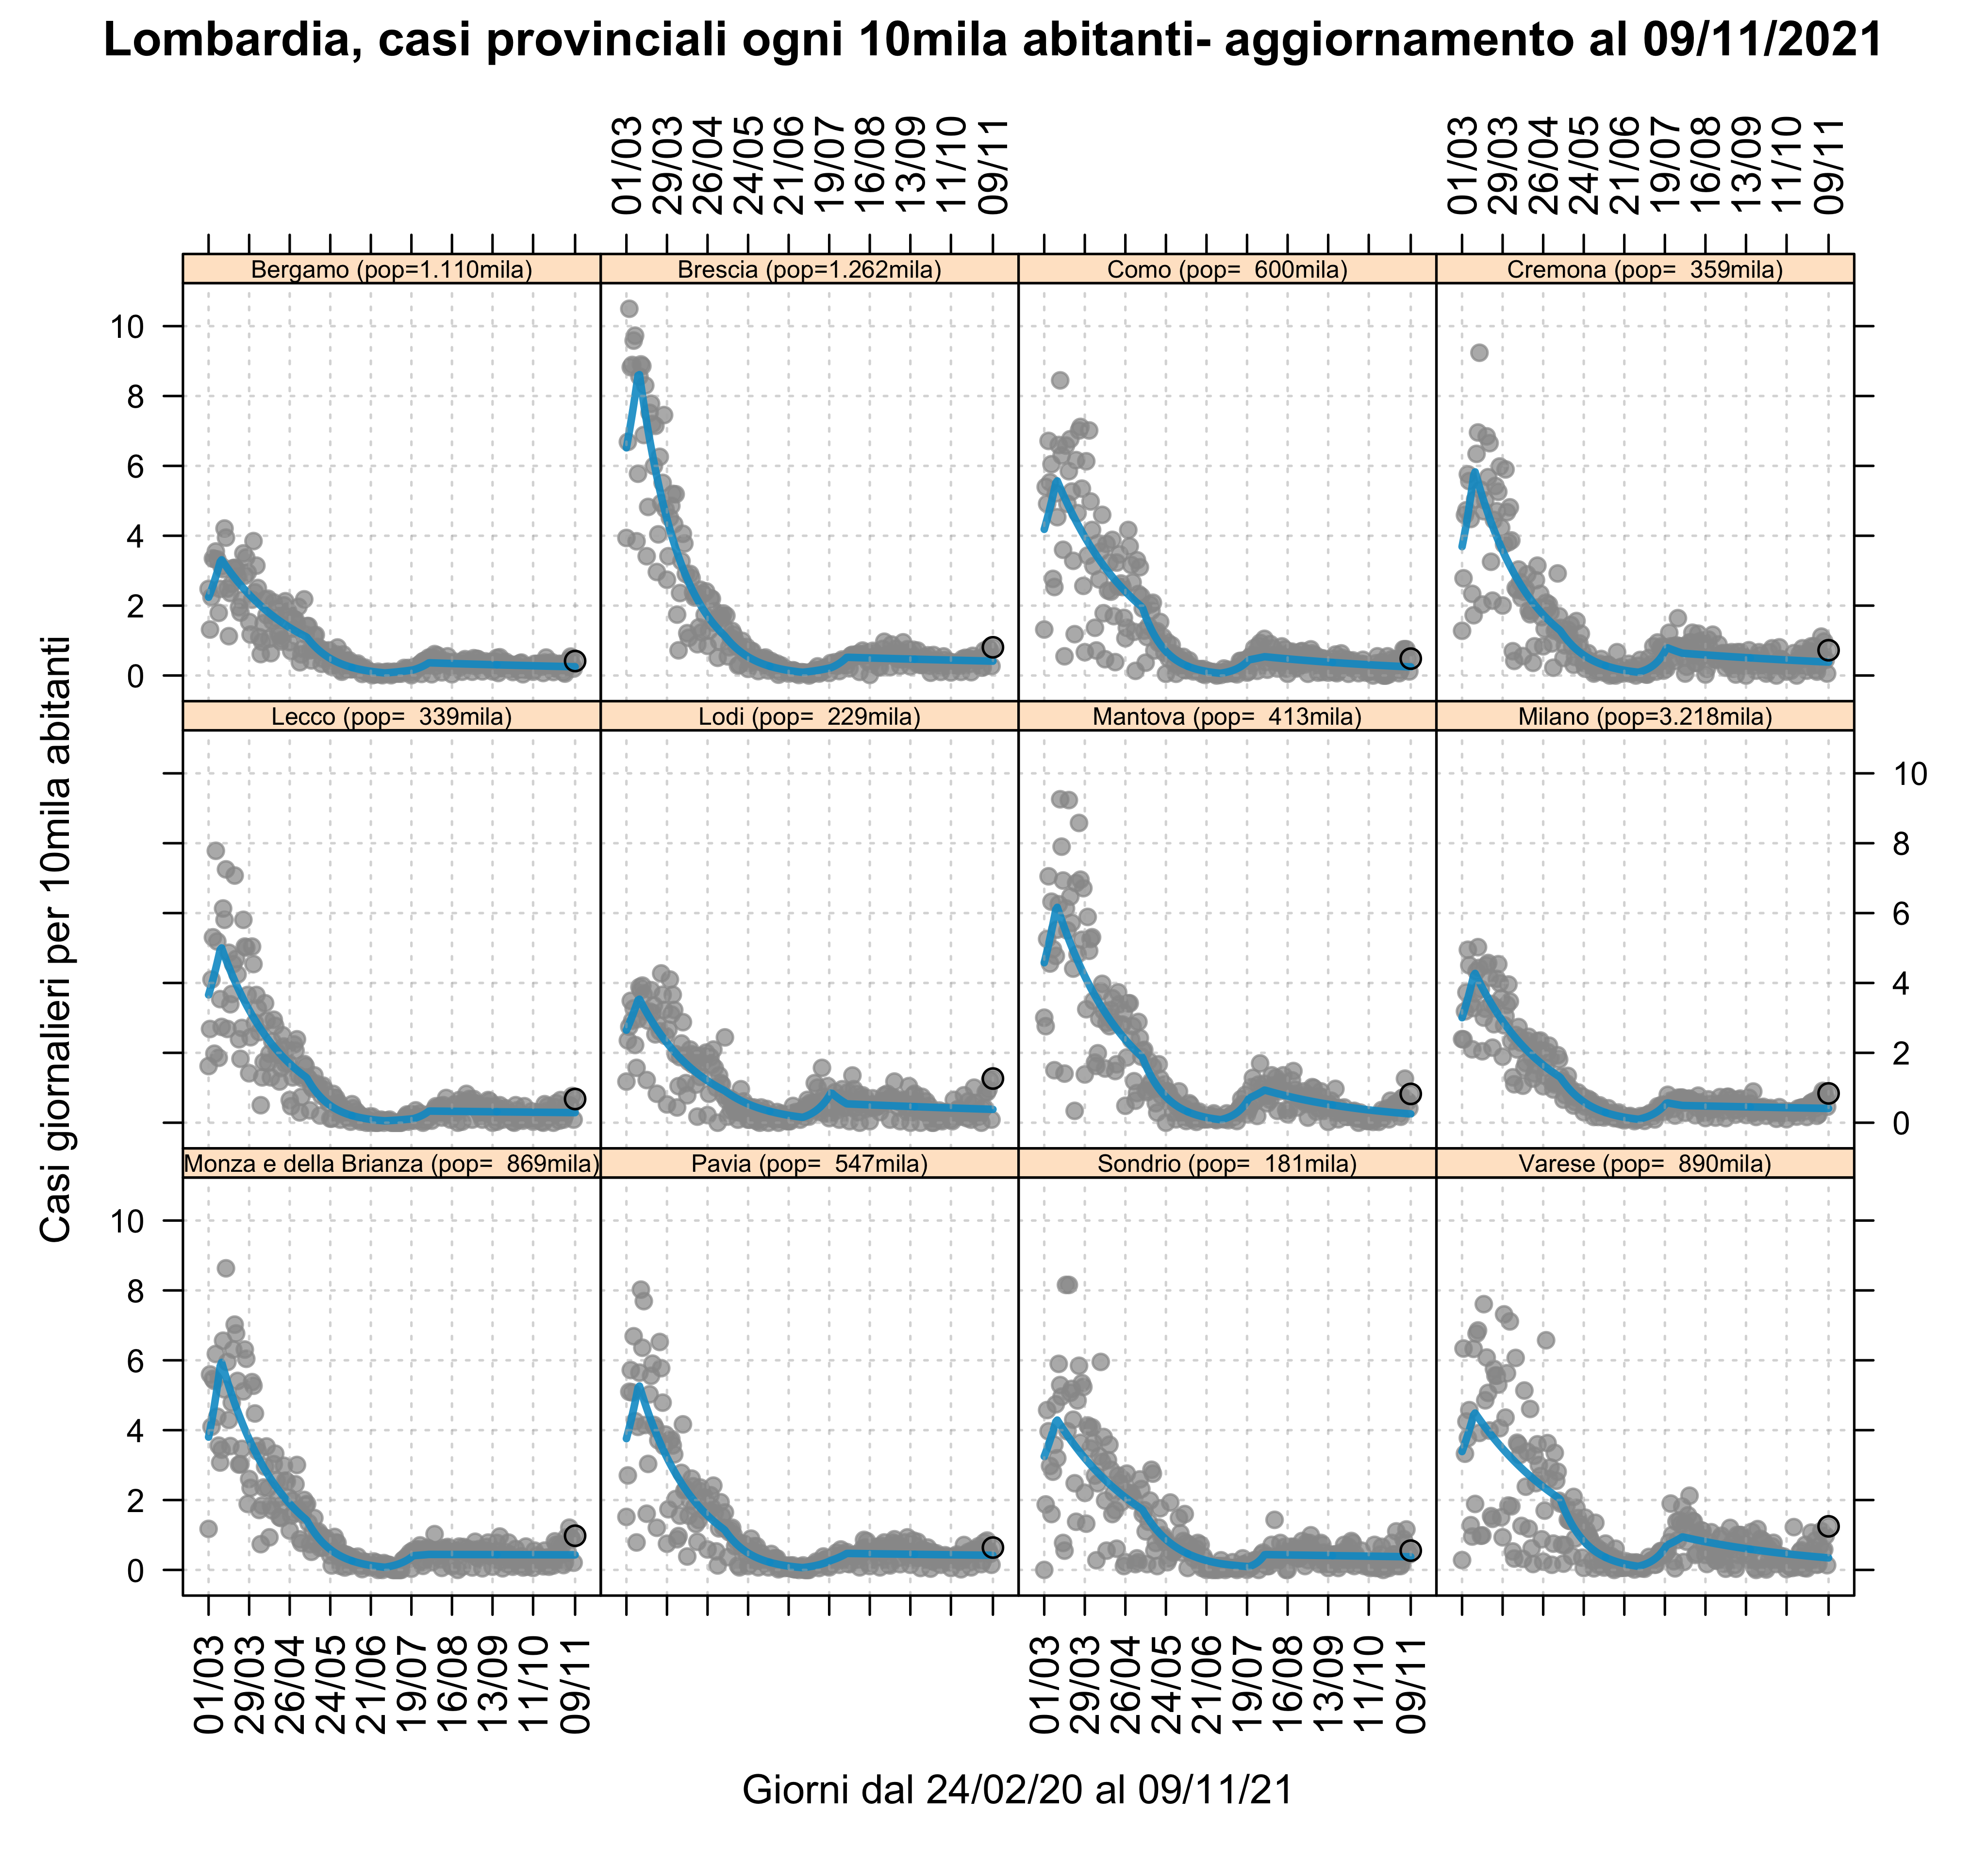 Lombardia, casi provinciali ogni 10mila abitanti- aggiornamento al 09/11/2021
01/03 29/03 26/04 24/05 21/06 19/07 16/08 13/09 11/10 09/11
01/03 29/03 26/04 24/05 21/06 19/07 16/08 13/09 11/10 09/11
Bergamo (pop=1.110mila)
Brescia (pop=1.262mila)
Como (pop=  600mila)
Cremona (pop=  359mila)
10
8
6
4
2
0
Lecco (pop=  339mila)
Lodi (pop=  229mila)
Mantova (pop=  413mila)
Milano (pop=3.218mila)
10
8
6
4
2
0
Monza e della Brianza (pop=  869mila)
Pavia (pop=  547mila)
Sondrio (pop=  181mila)
Varese (pop=  890mila)
10
8
6
4
2
0
Casi giornalieri per 10mila abitanti
01/03 29/03 26/04 24/05 21/06 19/07 16/08 13/09 11/10 09/11
01/03 29/03 26/04 24/05 21/06 19/07 16/08 13/09 11/10 09/11
Giorni dal 24/02/20 al 09/11/21